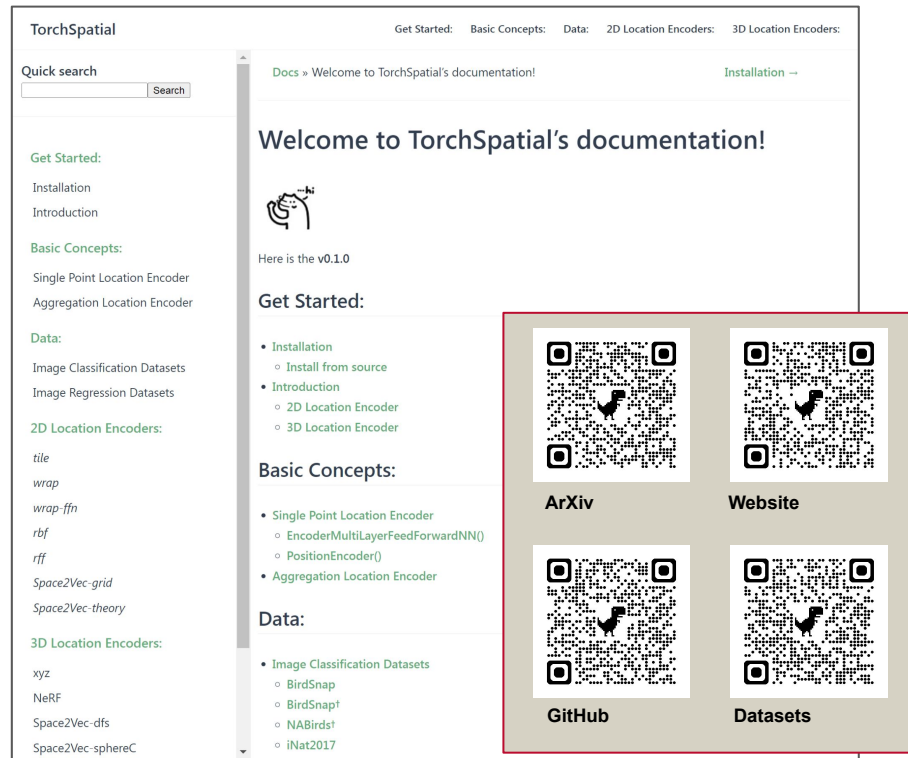 TorchSpatial
Get Started: Basic Concepts: Data: 2D Location Encoders: 3D Location Encoders:
Quick search
Search
Get Started:
Installation
Introduction
Basic Concepts:
Single Point Location Encoder
Aggregation Location Encoder
Data:
Image Classification Datasets
Image Regression Datasets
2D Location Encoders:
tile
wrap
wrap-ffn
rbf
rff
Space2Vec-grid
Space2Vec-theory
3D Location Encoders:
xyz
NeRF
Space2Vec-dfs
Space2Vec-sphereC
Docs » Welcome to TorchSpatial's documentation!
Installation →
Welcome to TorchSpatial's documentation!
...hi
Here is the v0.1.0
Get Started:
• Installation
◦ Install from source
• Introduction
◦ 2D Location Encoder
◦ 3D Location Encoder
Basic Concepts:
• Single Point Location Encoder
◦ EncoderMultiLayerFeedForwardNN()
◦ PositionEncoder()
• Aggregation Location Encoder
Data:
• Image Classification Datasets
◦ BirdSnap
◦ BirdSnap†
◦ NABirds†
◦ iNat2017
ArXiv
Website
GitHub
Datasets